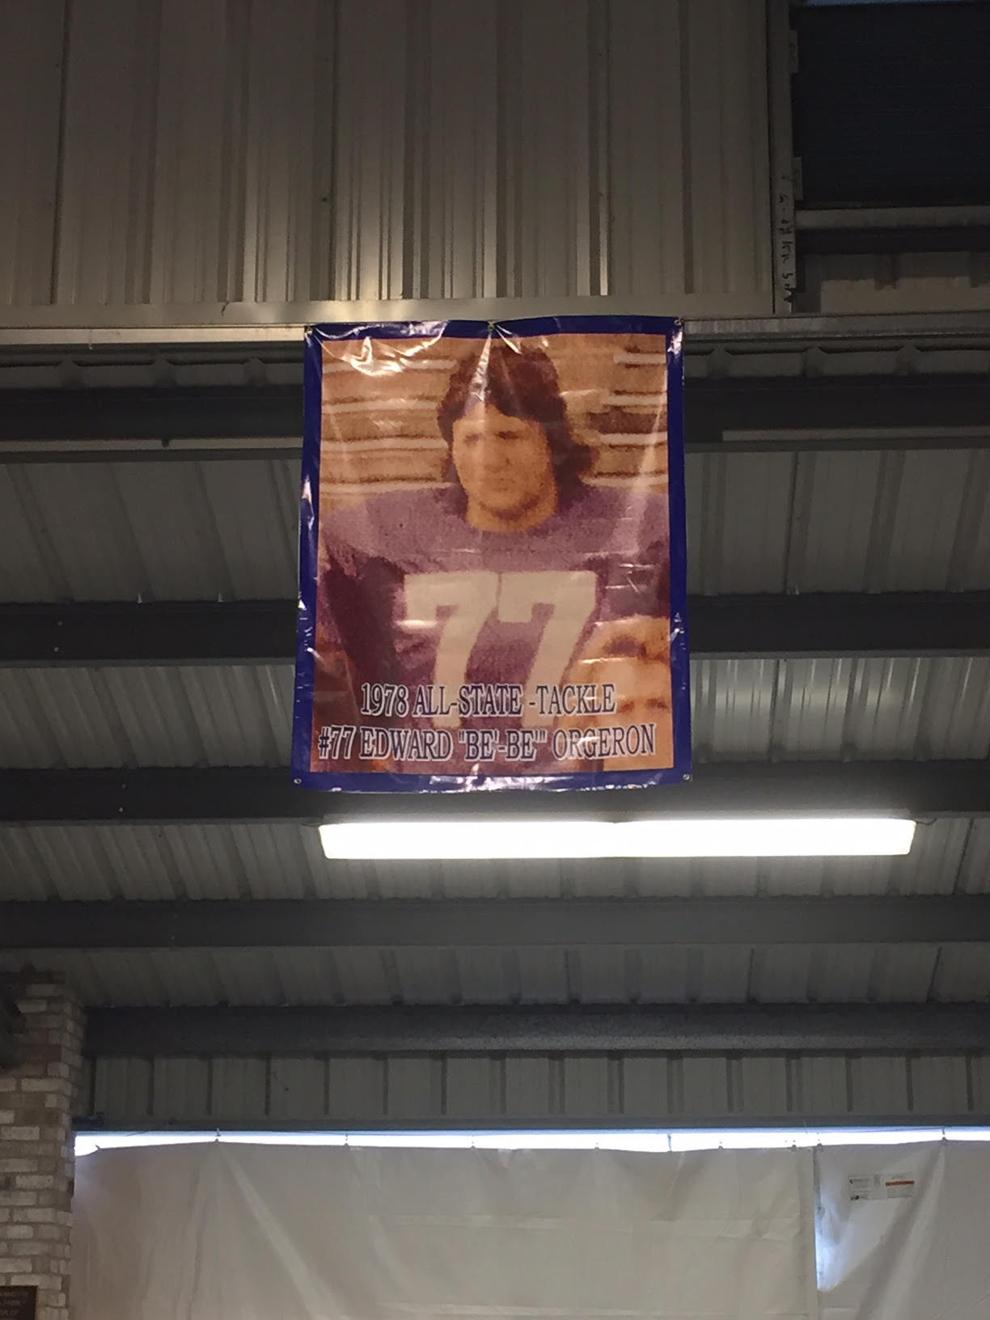 77
1978 ALL-STATE -TACKLE
#77 EDWARD "BE'-BE'" ORGERON